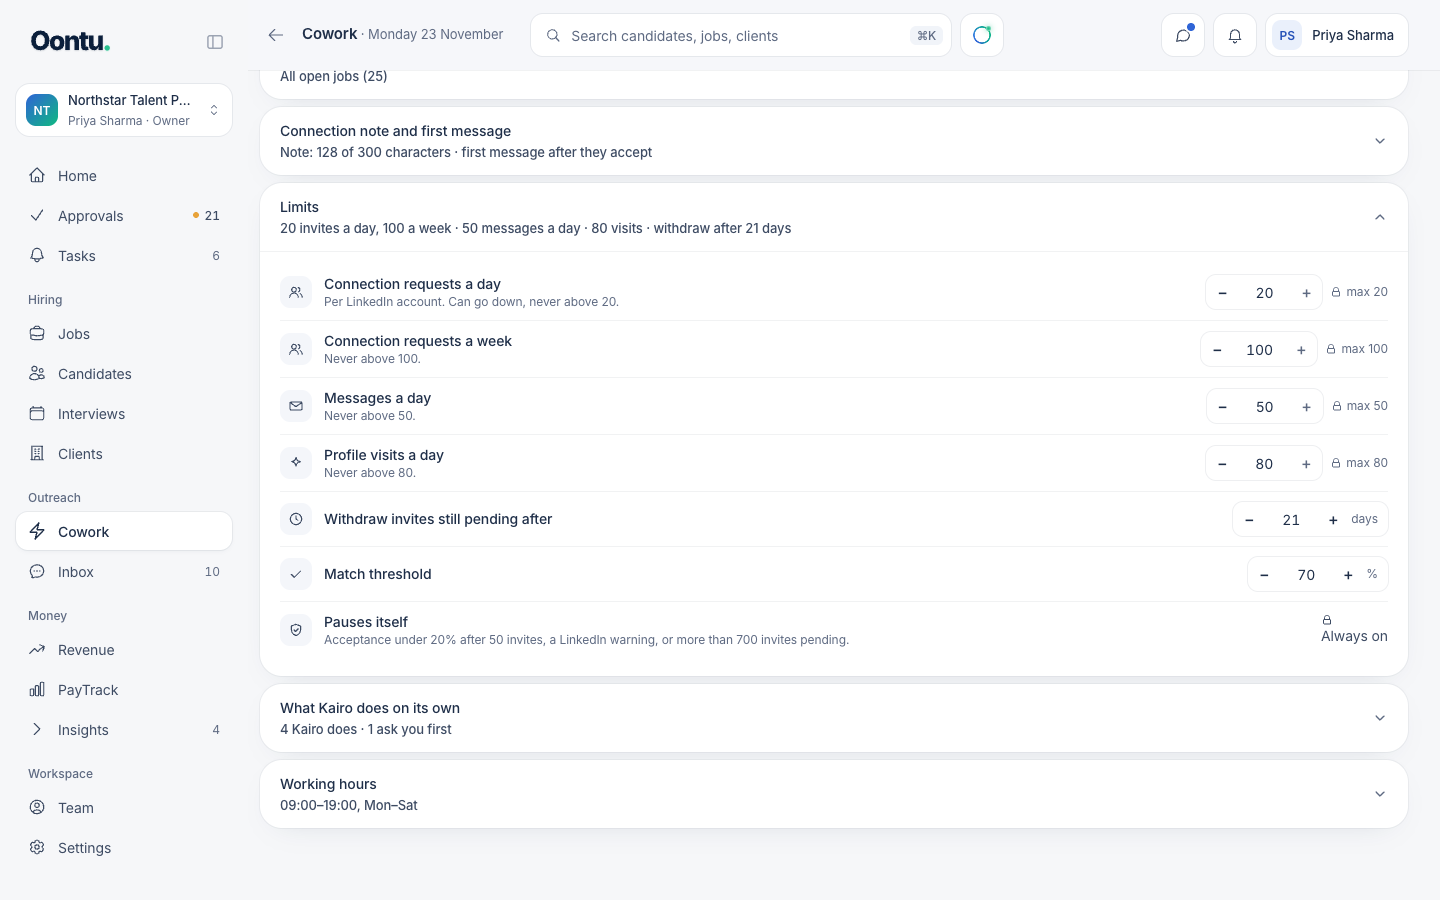 Oontu.
Cowork · Monday 23 November
Search candidates, jobs, clients
⌘K
PS
Priya Sharma
NT
Northstar Talent P...
Priya Sharma · Owner
Home
Approvals
21
Tasks
6
Hiring
Jobs
Candidates
Interviews
Clients
Outreach
Cowork
Inbox
10
Money
Revenue
PayTrack
Insights
4
Workspace
Team
Settings
All open jobs (25)
Connection note and first message
Note: 128 of 300 characters · first message after they accept
Limits
20 invites a day, 100 a week · 50 messages a day · 80 visits · withdraw after 21 days
Connection requests a day
Per LinkedIn account. Can go down, never above 20.
− 20 + max 20
Connection requests a week
Never above 100.
− 100 + max 100
Messages a day
Never above 50.
− 50 + max 50
Profile visits a day
Never above 80.
− 80 + max 80
Withdraw invites still pending after
− 21 + days
Match threshold
− 70 + %
Pauses itself
Acceptance under 20% after 50 invites, a LinkedIn warning, or more than 700 invites pending.
Always on
What Kairo does on its own
4 Kairo does · 1 ask you first
Working hours
09:00–19:00, Mon–Sat